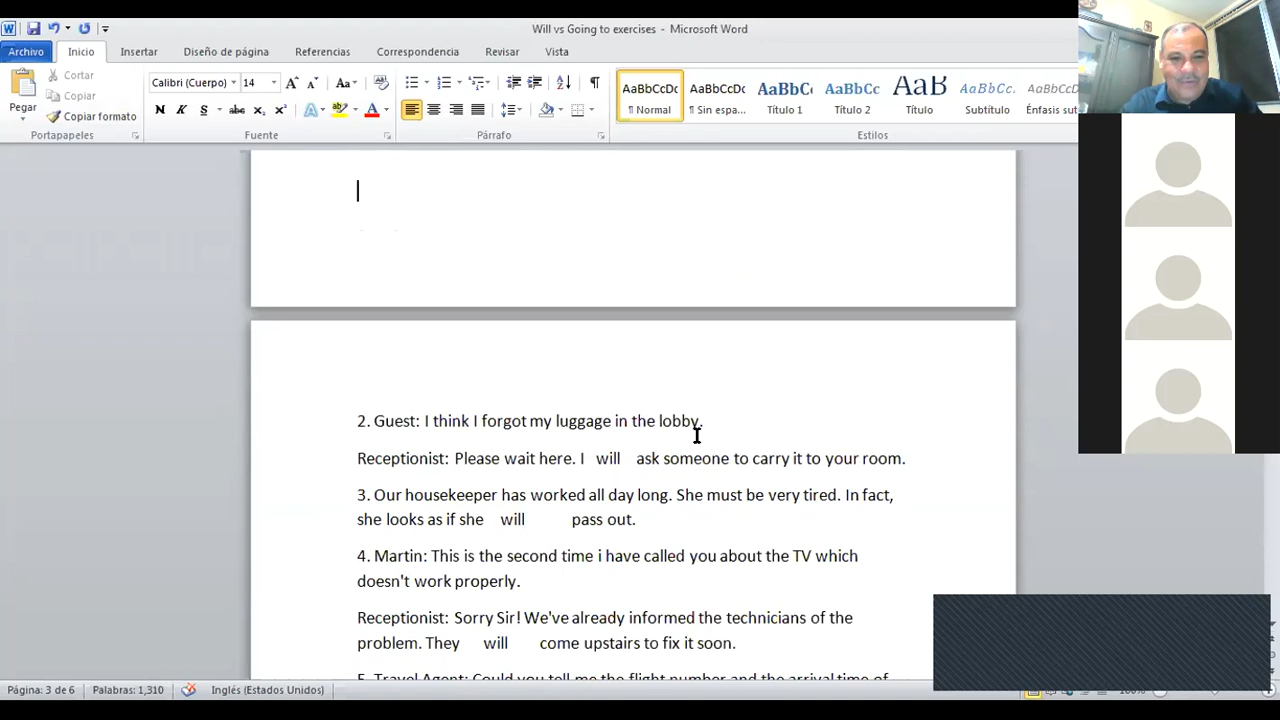 Will vs Going to exercises - Microsoft Word
Archivo Inicio Insertar Diseño de página Referencias Correspondencia Revisar Vista
Pegar
Cortar
Copiar
Copiar formato
Portapapeles
Calibri (Cuerpo) 14
N K S abc x₂ x²
Fuente
Párrafo
AaBbCcDc AaBbCcDc AaBbC AaBbCc AaB AaBbCc. AaBbCcD
¶ Normal ¶ Sin espa... Título 1 Título 2 Título Subtítulo Énfasis sut
Estilos
2. Guest: I think I forgot my luggage in the lobby.
Receptionist: Please wait here. I will ask someone to carry it to your room.
3. Our housekeeper has worked all day long. She must be very tired. In fact,
she looks as if she will pass out.
4. Martin: This is the second time i have called you about the TV which
doesn't work properly.
Receptionist: Sorry Sir! We've already informed the technicians of the
problem. They will come upstairs to fix it soon.
5. Travel Agent: Could you tell me the flight number and the arrival time of
Página: 3 de 6 Palabras: 1,310 Inglés (Estados Unidos) 100%